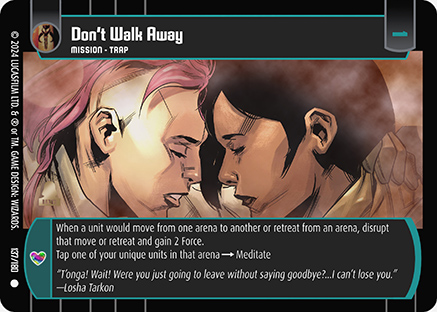 Don't Walk Away
MISSION - TRAP
When a unit would move from one arena to another or retreat from an arena, disrupt
that move or retreat and gain 2 Force.
Tap one of your unique units in that arena → Meditate
"Tonga! Wait! Were you just going to leave without saying goodbye?...I can't lose you."
—Losha Tarkon
© 2024 LUCASFILM LTD. & ® or TM. GAME DESIGN: WIZARDS.
127/180